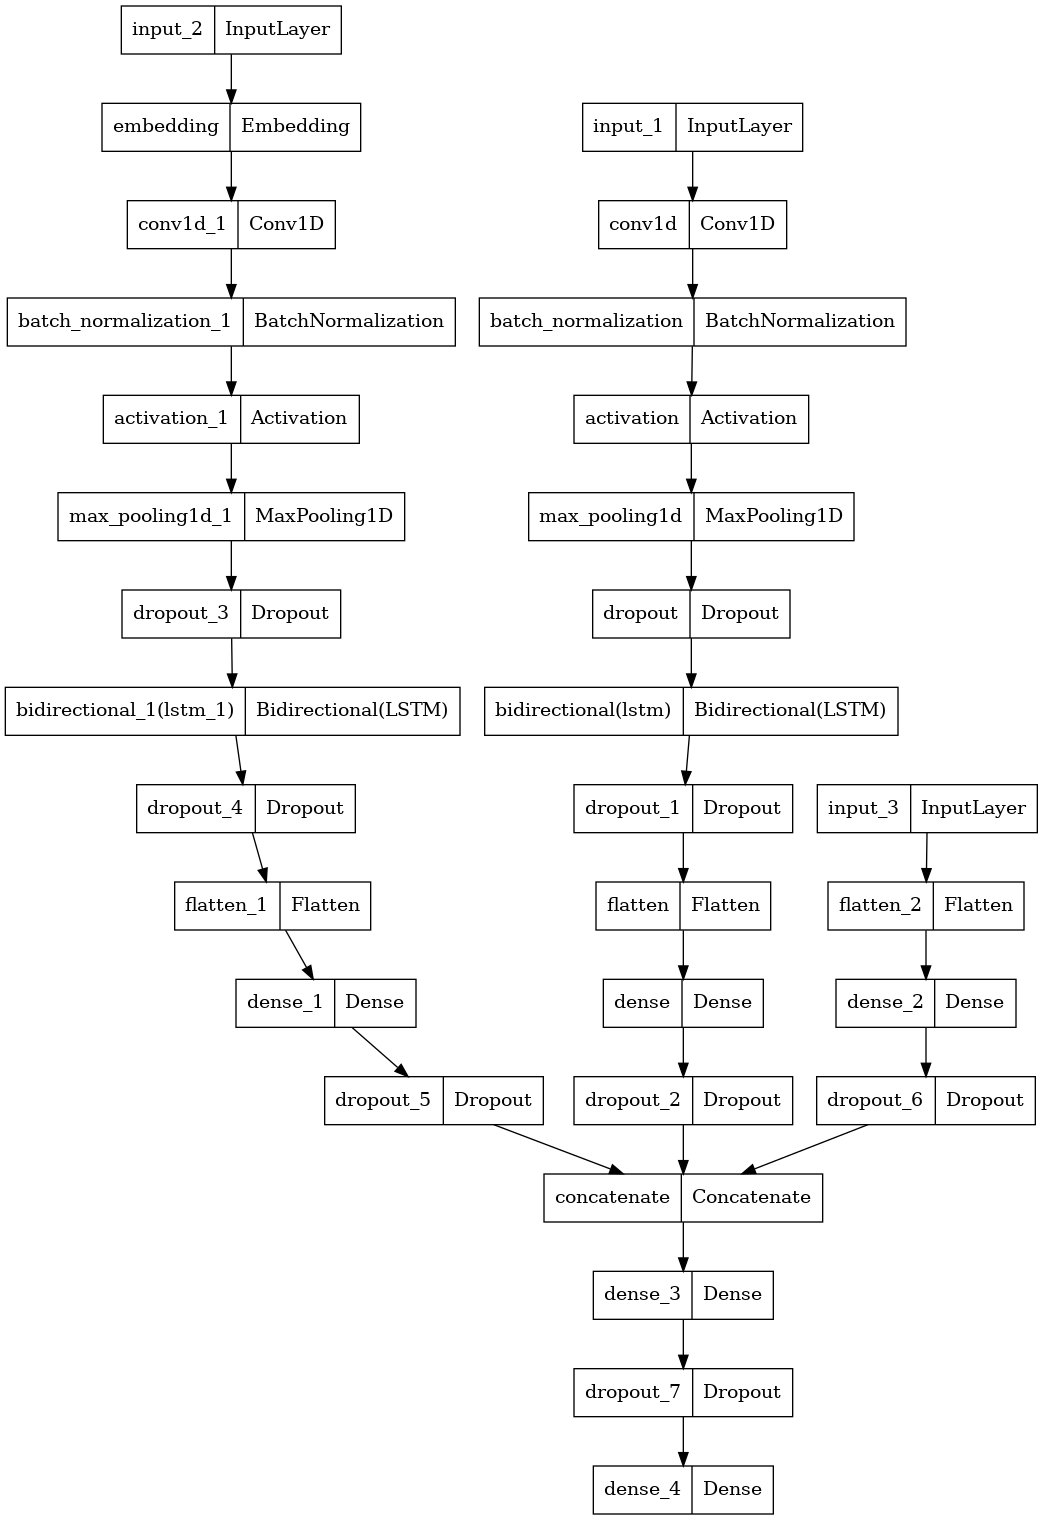 input_2 InputLayer
embedding Embedding
input_1 InputLayer
conv1d_1 Conv1D
conv1d Conv1D
batch_normalization_1 BatchNormalization
batch_normalization BatchNormalization
activation_1 Activation
activation Activation
max_pooling1d_1 MaxPooling1D
max_pooling1d MaxPooling1D
dropout_3 Dropout
dropout Dropout
bidirectional_1(lstm_1) Bidirectional(LSTM)
bidirectional(lstm) Bidirectional(LSTM)
dropout_4 Dropout
dropout_1 Dropout
input_3 InputLayer
flatten_1 Flatten
flatten Flatten
flatten_2 Flatten
dense_1 Dense
dense Dense
dense_2 Dense
dropout_5 Dropout
dropout_2 Dropout
dropout_6 Dropout
concatenate Concatenate
dense_3 Dense
dropout_7 Dropout
dense_4 Dense